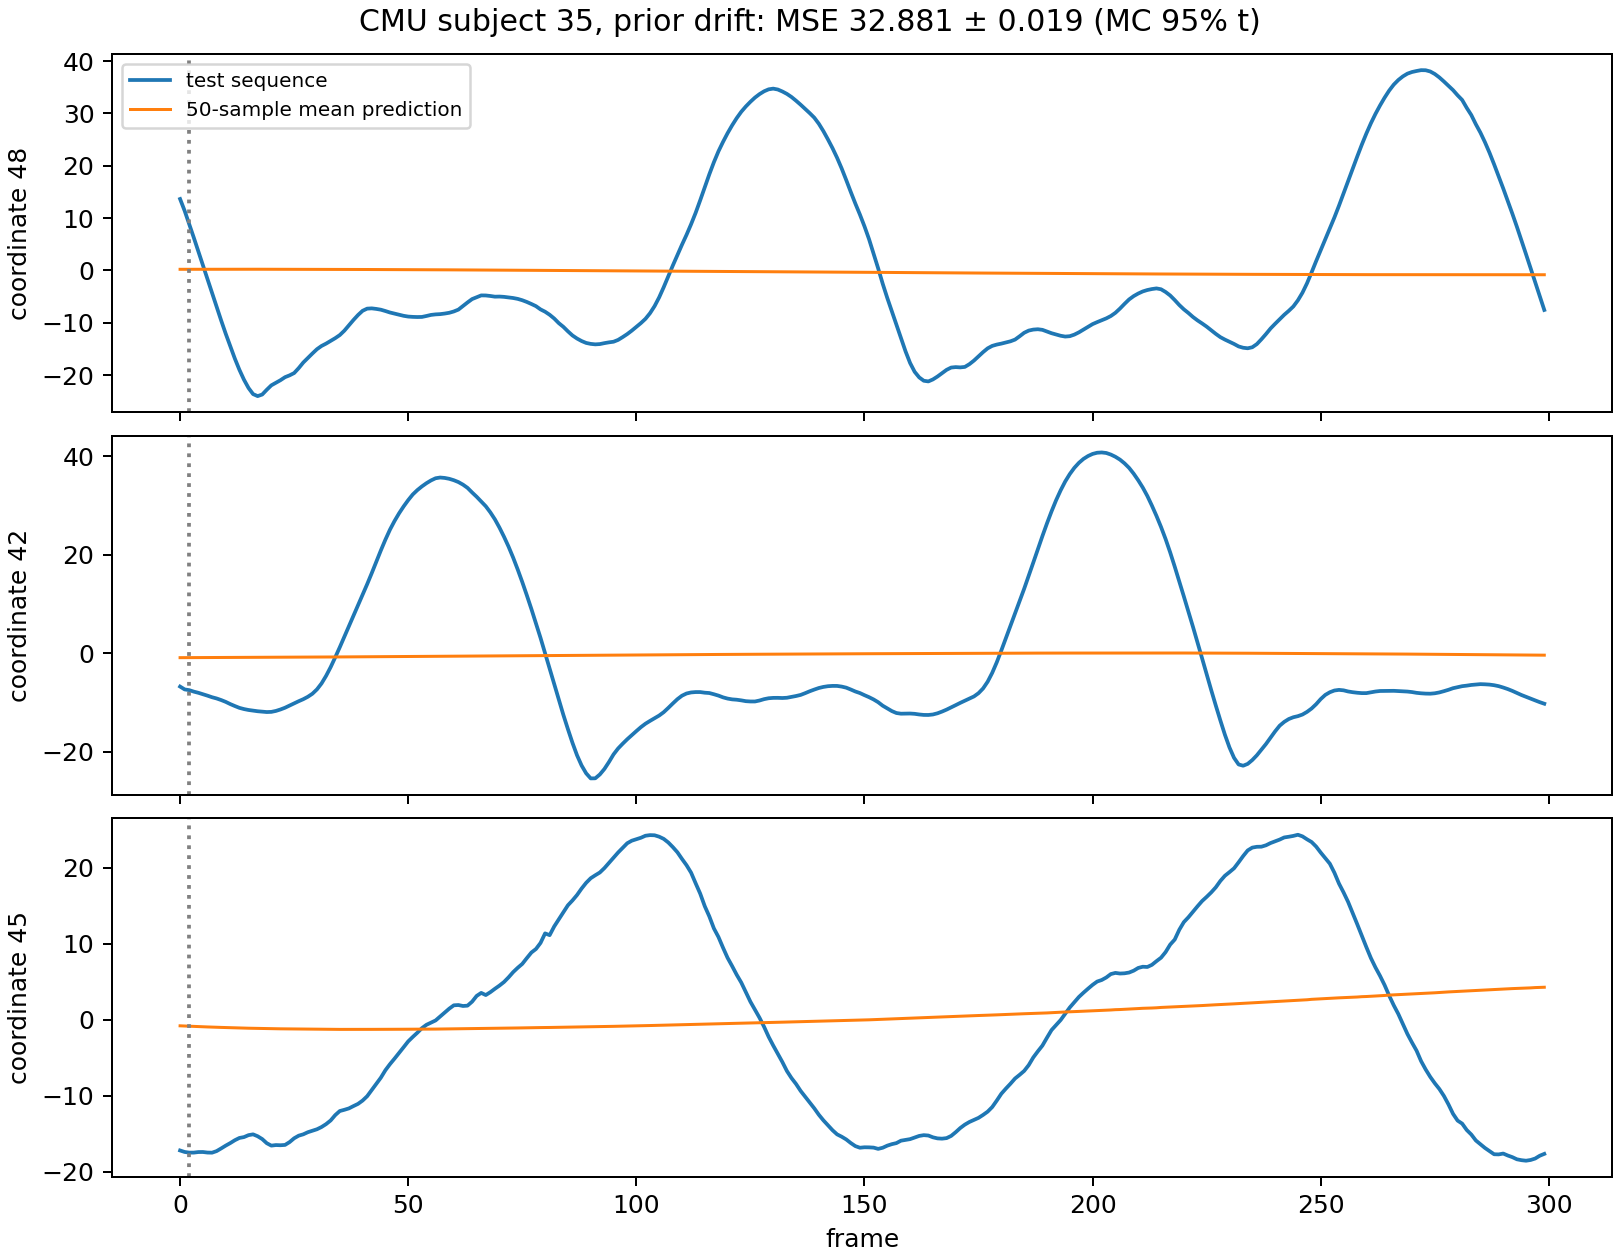 CMU subject 35, prior drift: MSE 32.881 ± 0.019 (MC 95% t)
test sequence
50-sample mean prediction
coordinate 48
40
30
20
10
0
−10
−20
coordinate 42
40
20
0
−20
coordinate 45
20
10
0
−10
−20
0 50 100 150 200 250 300
frame